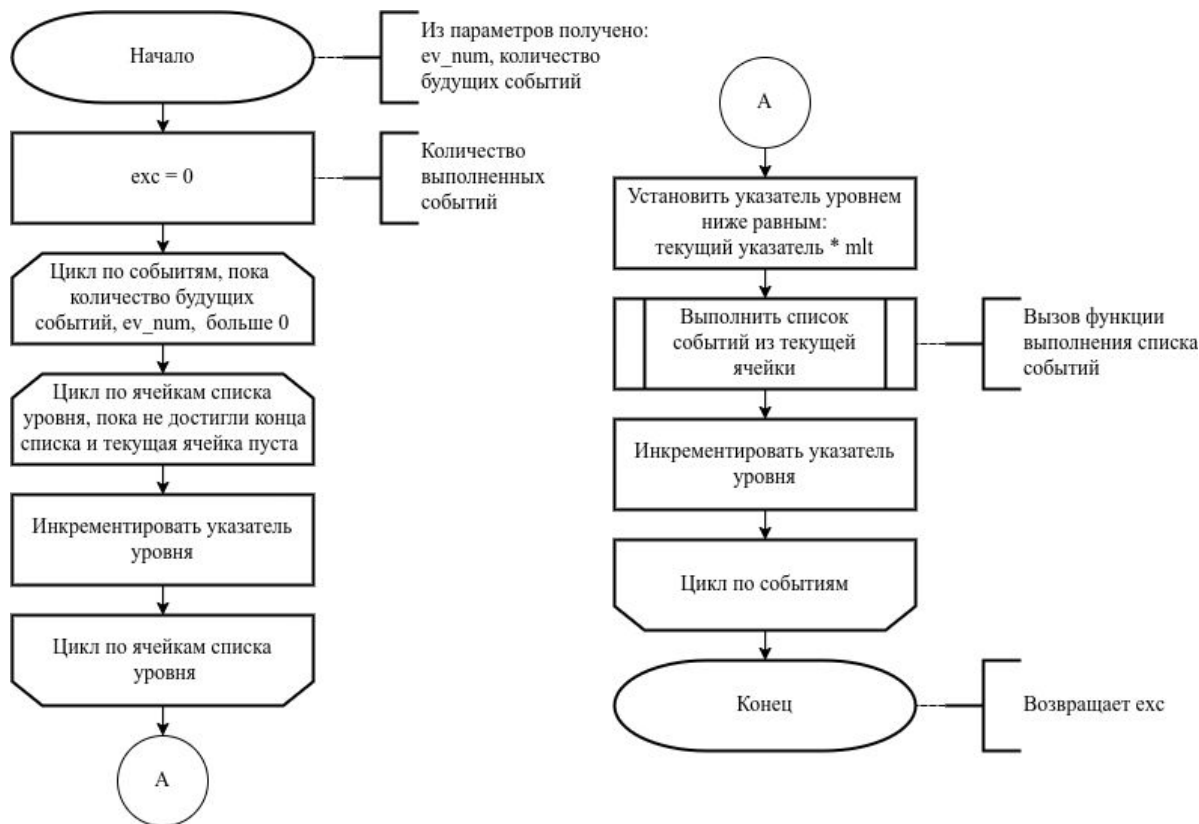 Начало
Из параметров получено:
ev_num, количество
будущих событий
exc = 0
Количество
выполненных
событий
Цикл по собыитям, пока
количество будущих
событий, ev_num, больше 0
Цикл по ячейкам списка
уровня, пока не достигли конца
списка и текущая ячейка пуста
Инкрементировать указатель
уровня
Цикл по ячейкам списка
уровня
А
А
Установить указатель уровнем
ниже равным:
текущий указатель * mlt
Выполнить список
событий из текущей
ячейки
Вызов функции
выполнения списка
событий
Инкрементировать указатель
уровня
Цикл по событиям
Конец
Возвращает exc